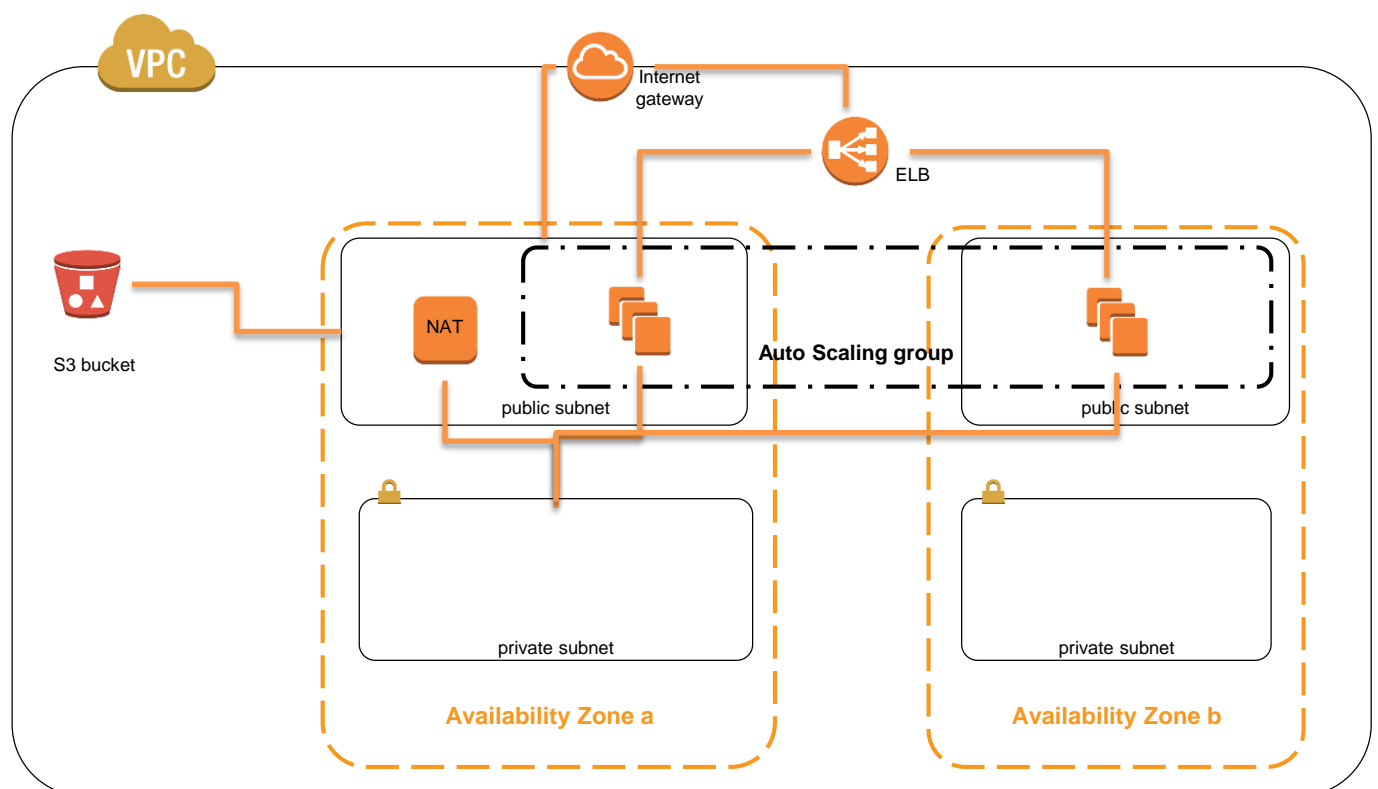 VPC
Internet
gateway
ELB
S3 bucket
NAT
Auto Scaling group
public subnet
public subnet
private subnet
private subnet
Availability Zone a
Availability Zone b